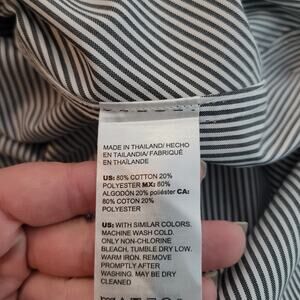 MADE IN THAILAND/ HECHO
EN TAILANDIA/ FABRIQUÉ
EN THAÏLANDE
US: 80% COTTON 20%
POLYESTER MX: 80%
ALGODÓN 20% poliéster CA:
80% COTON 20%
POLYESTER
US: WITH SIMILAR COLORS.
MACHINE WASH COLD.
ONLY NON-CHLORINE
BLEACH, TUMBLE DRY LOW.
WARM IRON. REMOVE
PROMPTLY AFTER
WASHING. MAY BE DRY
CLEANED